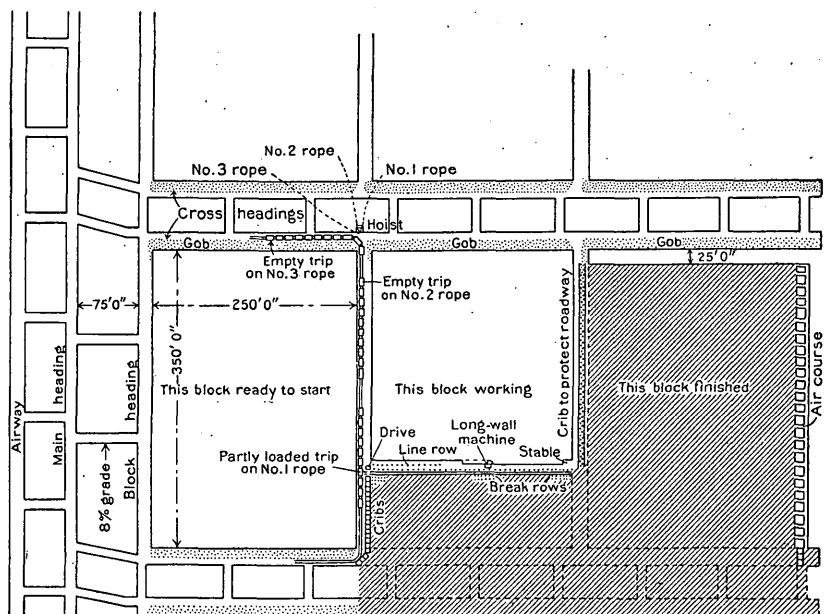 No.2 rope
No.3 rope
No.1 rope
Cross headings
Hoist
Gob
Gob
Gob
Empty trip
on No.3 rope
25'0"
Empty trip
on No.2 rope
75'0"
250'0"
350'0"
Crib to protect roadway
This block ready to start
This block working
This block finished
Air course
Airway
Main heading
Block heading
8% grade
Drive
Long-wall
machine
Line row
Stable
Partly loaded trip
on No.1 rope
Break rows
Cribs